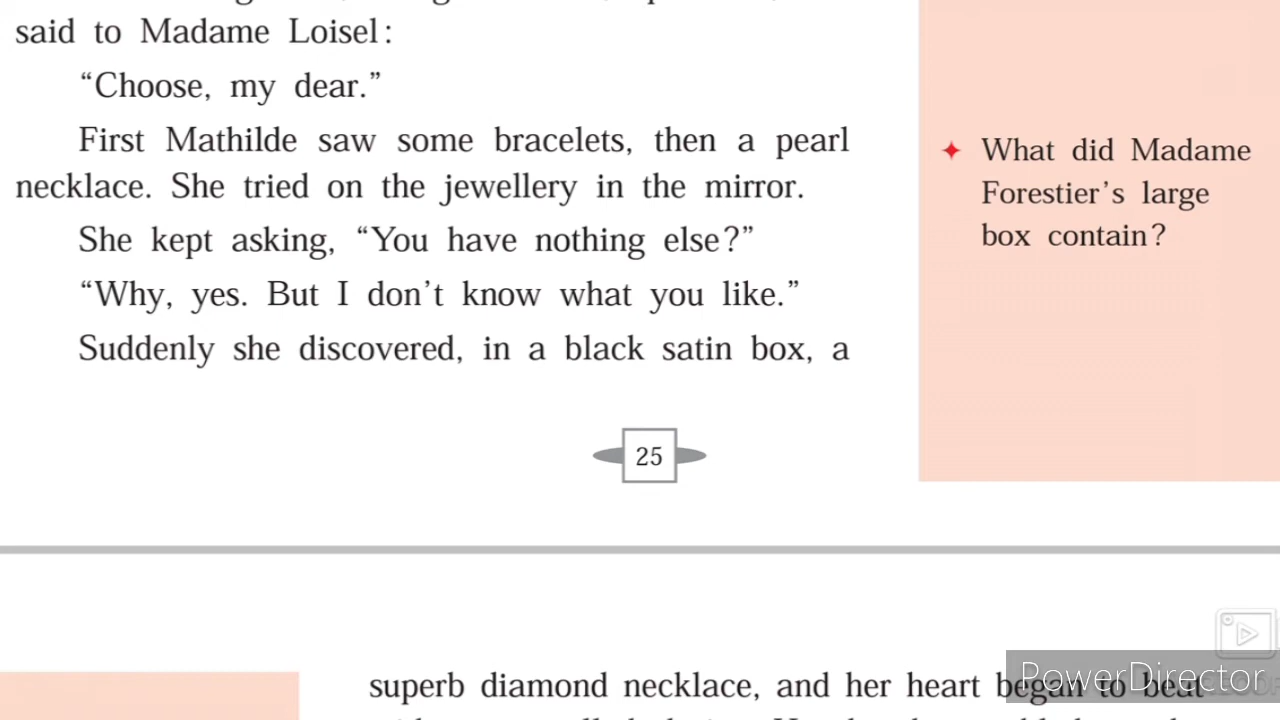 said to Madame Loisel:
“Choose, my dear.”
First Mathilde saw some bracelets, then a pearl
necklace. She tried on the jewellery in the mirror.
She kept asking, “You have nothing else?”
“Why, yes. But I don’t know what you like.”
Suddenly she discovered, in a black satin box, a
✦ What did Madame
Forestier’s large
box contain?
25
superb diamond necklace, and her heart began to beat
PowerDirector